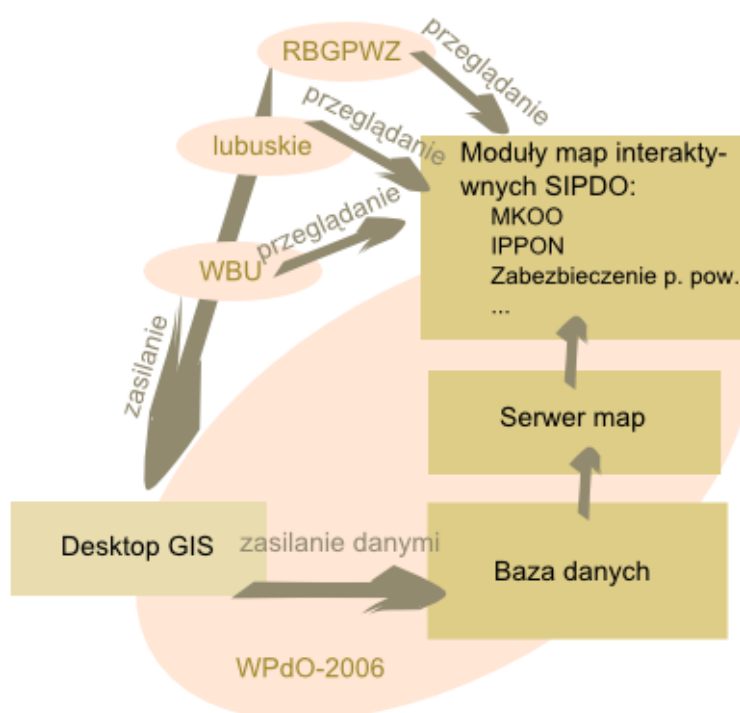 RBGPWZ
przeglądanie
przeglądanie
lubuskie
Moduły map interakty-
wnych SIPDO:
MKOO
IPPON
Zabezbieczenie p. pow.
...
przeglądanie
WBU
zasilanie
Serwer map
Desktop GIS
zasilanie danymi
Baza danych
WPdO-2006